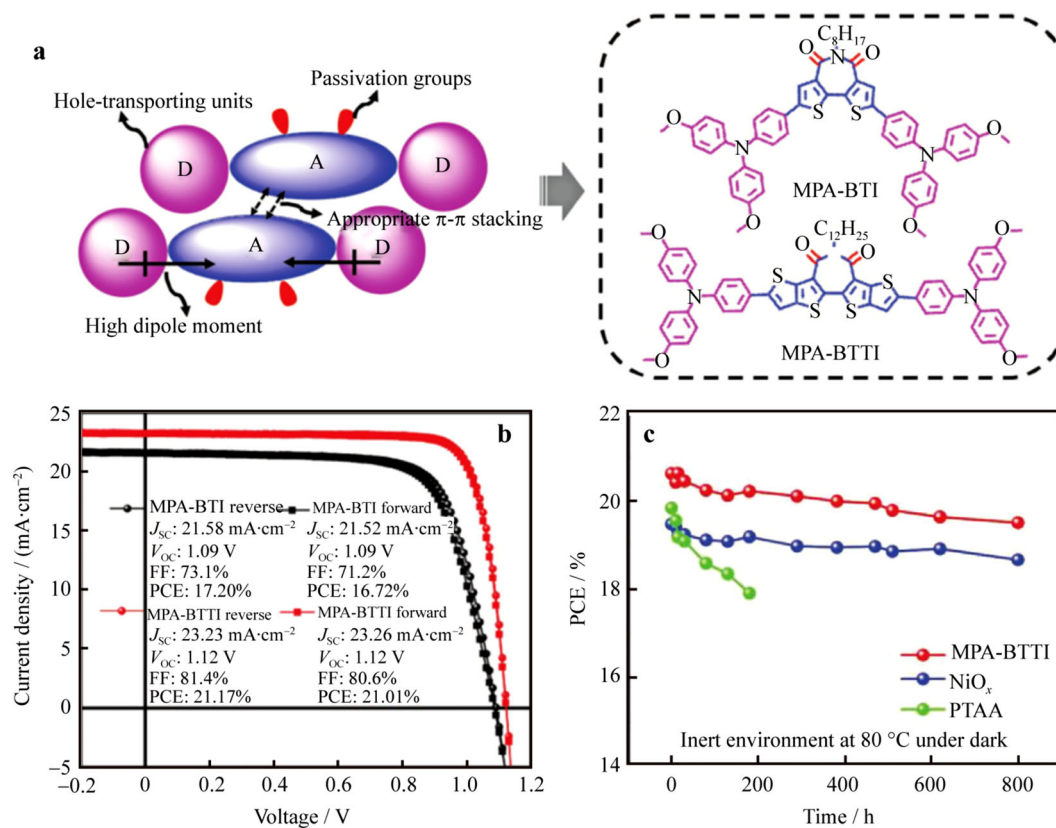 a
Passivation groups
Hole-transporting units
D
A
D
Appropriate π-π stacking
D
A
D
High dipole moment
C8H17
O
N
O
S
S
O
N
N
O
MPA-BTI
O
O
C12H25
O
O
O
O
S
S
N
N
S
S
O
MPA-BTTI
O
b
Current density / (mA·cm–2)
25
20
15
10
5
0
–5
–0.2
0
0.2
0.4
0.6
0.8
1.0
1.2
Voltage / V
MPA-BTI reverse
JSC: 21.58 mA·cm–2
VOC: 1.09 V
FF: 73.1%
PCE: 17.20%
MPA-BTI forward
JSC: 21.52 mA·cm–2
VOC: 1.09 V
FF: 71.2%
PCE: 16.72%
MPA-BTTI reverse
JSC: 23.23 mA·cm–2
VOC: 1.12 V
FF: 81.4%
PCE: 21.17%
MPA-BTTI forward
JSC: 23.26 mA·cm–2
VOC: 1.12 V
FF: 80.6%
PCE: 21.01%
c
PCE / %
22
20
18
16
14
MPA-BTTI
NiOx
PTAA
Inert environment at 80 °C under dark
0
200
400
600
800
Time / h